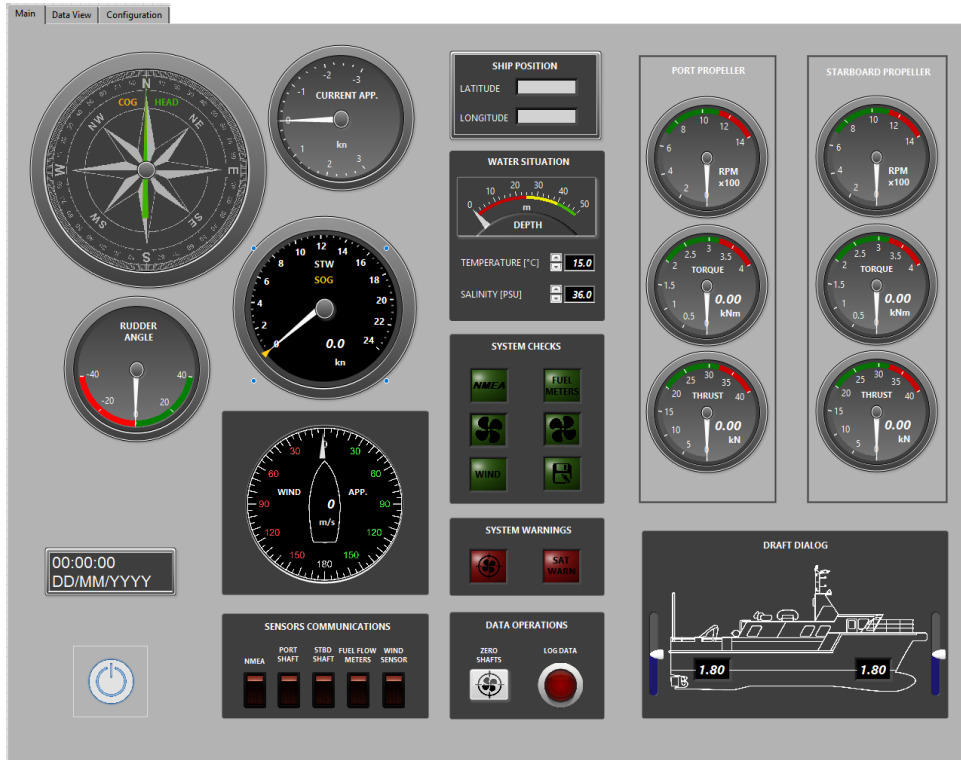 Main Data View Configuration
N
COG HEAD
NW NE
W E
SW SE
S
CURRENT APP.
-3
-2
-1
0
1
2
3
kn
SHIP POSITION
LATITUDE
LONGITUDE
WATER SITUATION
0 10 20 30 40 50
m
DEPTH
TEMPERATURE [°C] 15.0
SALINITY [PSU] 36.0
STW
SOG
0 2 4 6 8 10 12 14 16 18 20 22 24
0.0
kn
RUDDER
ANGLE
-40 -20 0 20 40
WIND APP.
0
m/s
0 30 60 90 120 150 180 150 120 90 60 30
00:00:00
DD/MM/YYYY
SENSORS COMMUNICATIONS
NMEA
PORT
SHAFT
STBD
SHAFT
FUEL FLOW
METERS
WIND
SENSOR
SYSTEM CHECKS
NMEA
FUEL
METERS
WIND
SYSTEM WARNINGS
SAT
WARN
DATA OPERATIONS
ZERO
SHAFTS
LOG DATA
PORT PROPELLER
0 2 4 6 8 10 12 14
RPM
x100
0 0.5 1 1.5 2 2.5 3 3.5 4
TORQUE
0.00
kNm
5 10 15 20 25 30 35 40
THRUST
0.00
kN
STARBOARD PROPELLER
0 2 4 6 8 10 12 14
RPM
x100
0 0.5 1 1.5 2 2.5 3 3.5 4
TORQUE
0.00
kNm
5 10 15 20 25 30 35 40
THRUST
0.00
kN
DRAFT DIALOG
1.80 1.80